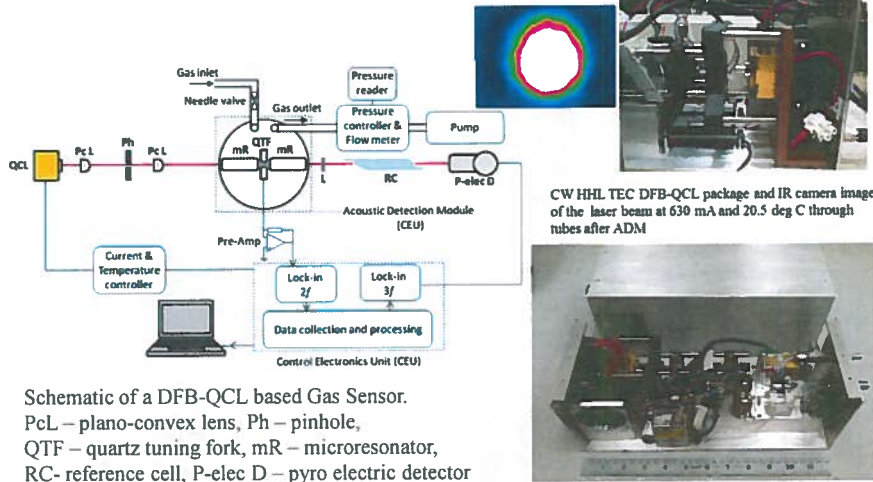 Gas inlet
Needle valve
Gas outlet
Pressure
reader
Pressure
controller &
Flow meter
Pump
QCL
Pc L
Ph
Pc L
mR
QTF
mR
L
RC
P-elec D
Acoustic Detection Module
(CEU)
Pre-Amp
Current &
Temperature
controller
Lock-in
2f
Lock-in
3f
Data collection and processing
Control Electronics Unit (CEU)
CW HHL TEC DFB-QCL package and IR camera image
of the laser beam at 630 mA and 20.5 deg C through
tubes after ADM
Schematic of a DFB-QCL based Gas Sensor.
PcL – plano-convex lens, Ph – pinhole,
QTF – quartz tuning fork, mR – microresonator,
RC- reference cell, P-elec D – pyro electric detector